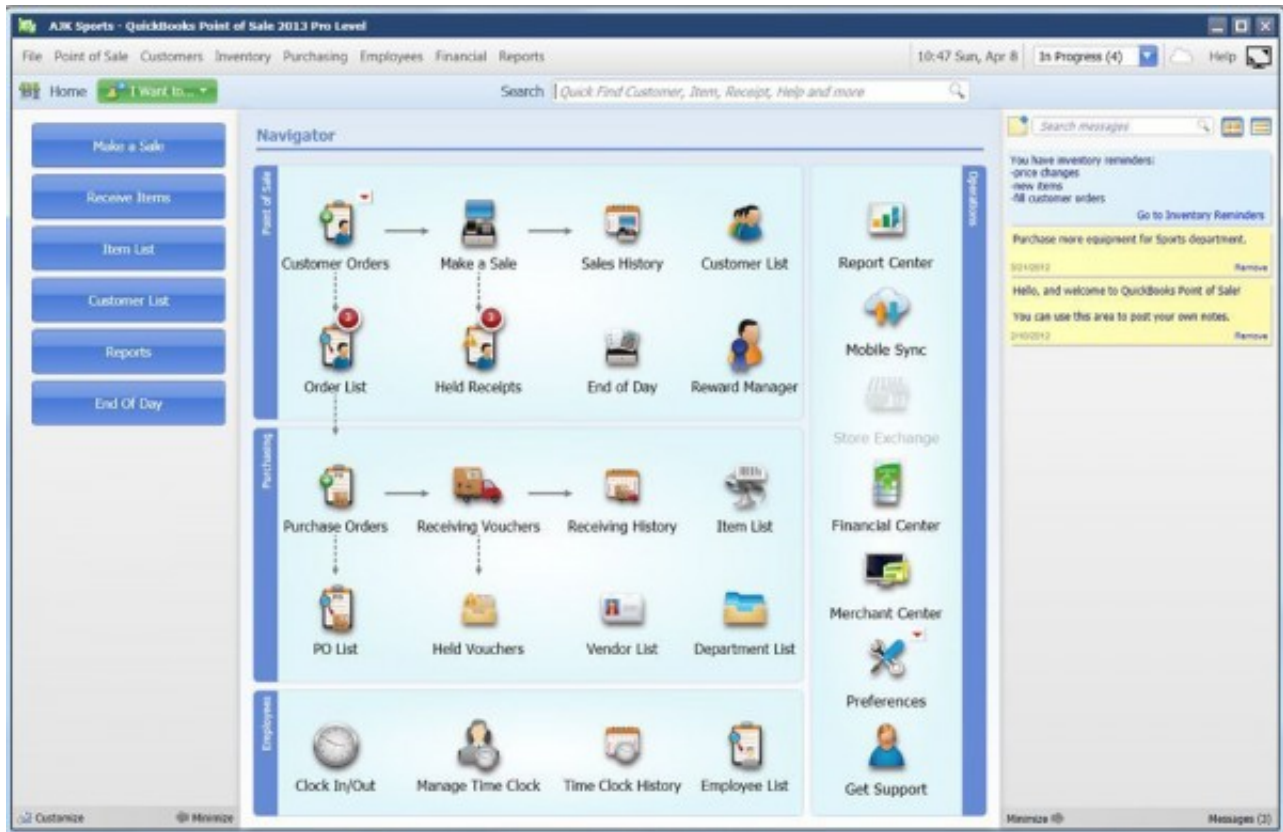 AJK Sports - QuickBooks Point of Sale 2013 Pro Level
File Point of Sale Customers Inventory Purchasing Employees Financial Reports
10:47 Sun, Apr 8 In Progress (4) Help
Home I Want to...
Search Quick Find Customer, Item, Receipt, Help and more
Make a Sale
Receive Items
Item List
Customer List
Reports
End Of Day
Customize Minimize
Navigator
Point of Sale
Customer Orders Make a Sale Sales History Customer List
3 3
Order List Held Receipts End of Day Reward Manager
Purchasing
Purchase Orders Receiving Vouchers Receiving History Item List
PO List Held Vouchers Vendor List Department List
Employees
Clock In/Out Manage Time Clock Time Clock History Employee List
Operations
Report Center
Mobile Sync
Store Exchange
Financial Center
Merchant Center
Preferences
Get Support
Search messages
You have inventory reminders:
-price changes
-new items
-fill customer orders
Go to Inventory Reminders
Purchase more equipment for Sports department.
5/21/2012 Remove
Hello, and welcome to QuickBooks Point of Sale!
You can use this area to post your own notes.
Remove
Minimize Messages (3)